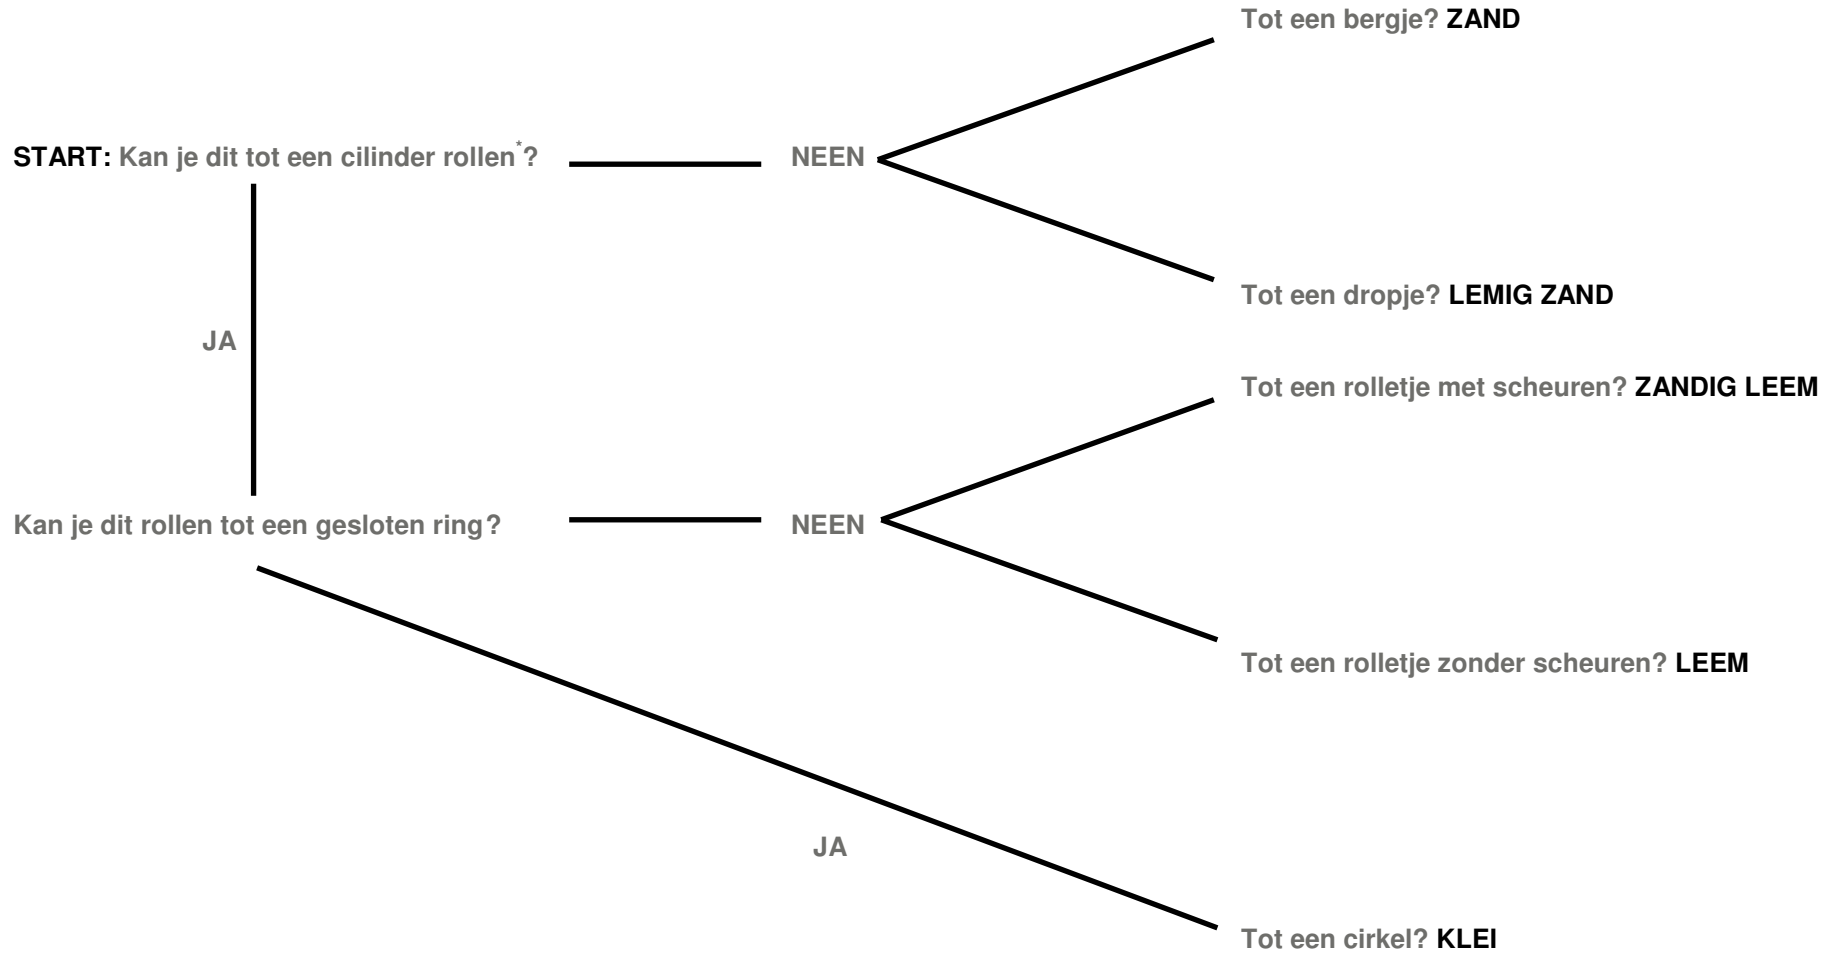 Tot een bergje? ZAND
START: Kan je dit tot een cilinder rollen*?
NEEN
Tot een dropje? LEMIG ZAND
JA
Tot een rolletje met scheuren? ZANDIG LEEM
Kan je dit rollen tot een gesloten ring?
NEEN
Tot een rolletje zonder scheuren? LEEM
JA
Tot een cirkel? KLEI